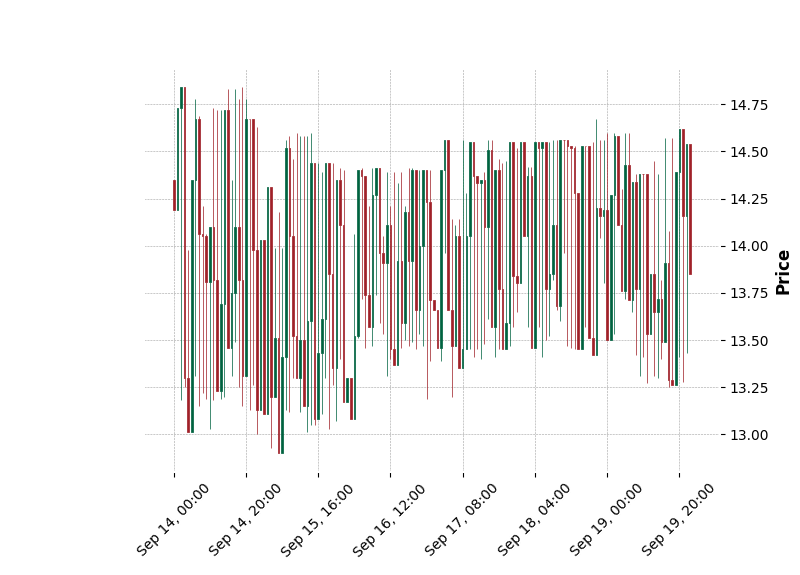 14.75
14.50
14.25
14.00
13.75
13.50
13.25
13.00
Price
Sep 14, 00:00
Sep 14, 20:00
Sep 15, 16:00
Sep 16, 12:00
Sep 17, 08:00
Sep 18, 04:00
Sep 19, 00:00
Sep 19, 20:00